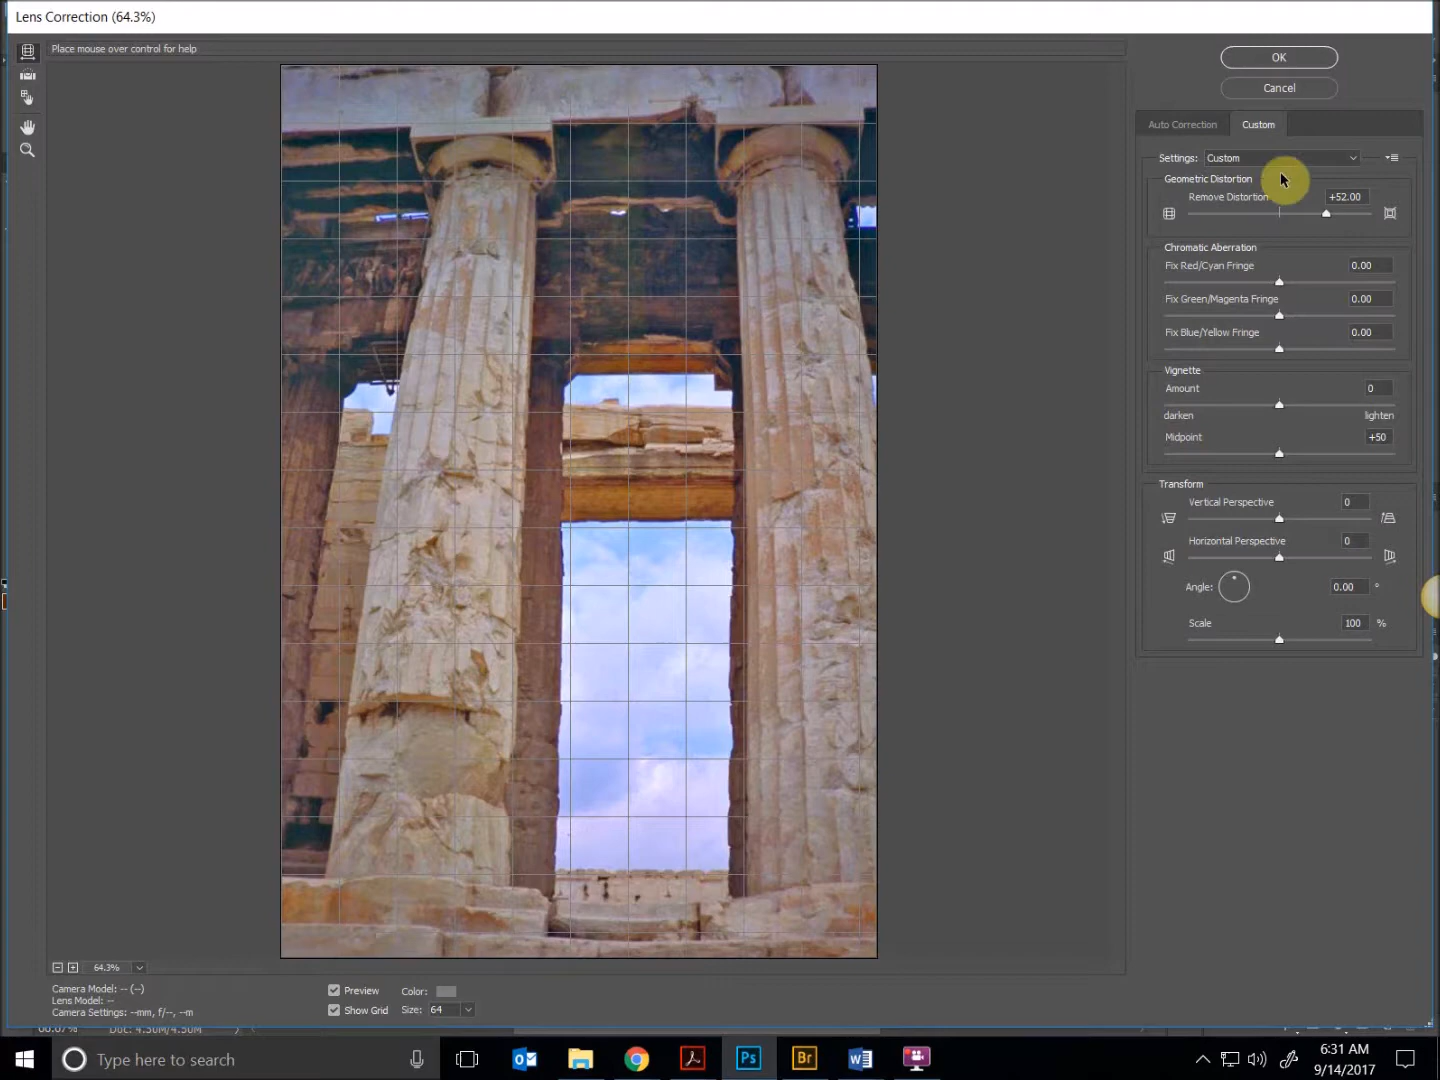 Lens Correction (64.3%)
Place mouse over control for help
OK
Cancel
Auto Correction
Custom
Settings: Custom
Geometric Distortion
Remove Distortion +52.00
Chromatic Aberration
Fix Red/Cyan Fringe 0.00
Fix Green/Magenta Fringe 0.00
Fix Blue/Yellow Fringe 0.00
Vignette
Amount 0
darken lighten
Midpoint +50
Transform
Vertical Perspective 0
Horizontal Perspective 0
Angle: 0.00 °
Scale 100 %
64.3%
Camera Model: -- (--)
Lens Model: --
Camera Settings: --mm, f/--, --m
Preview Color:
Show Grid Size: 64
Type here to search
Ps
Br
6:31 AM
9/14/2017